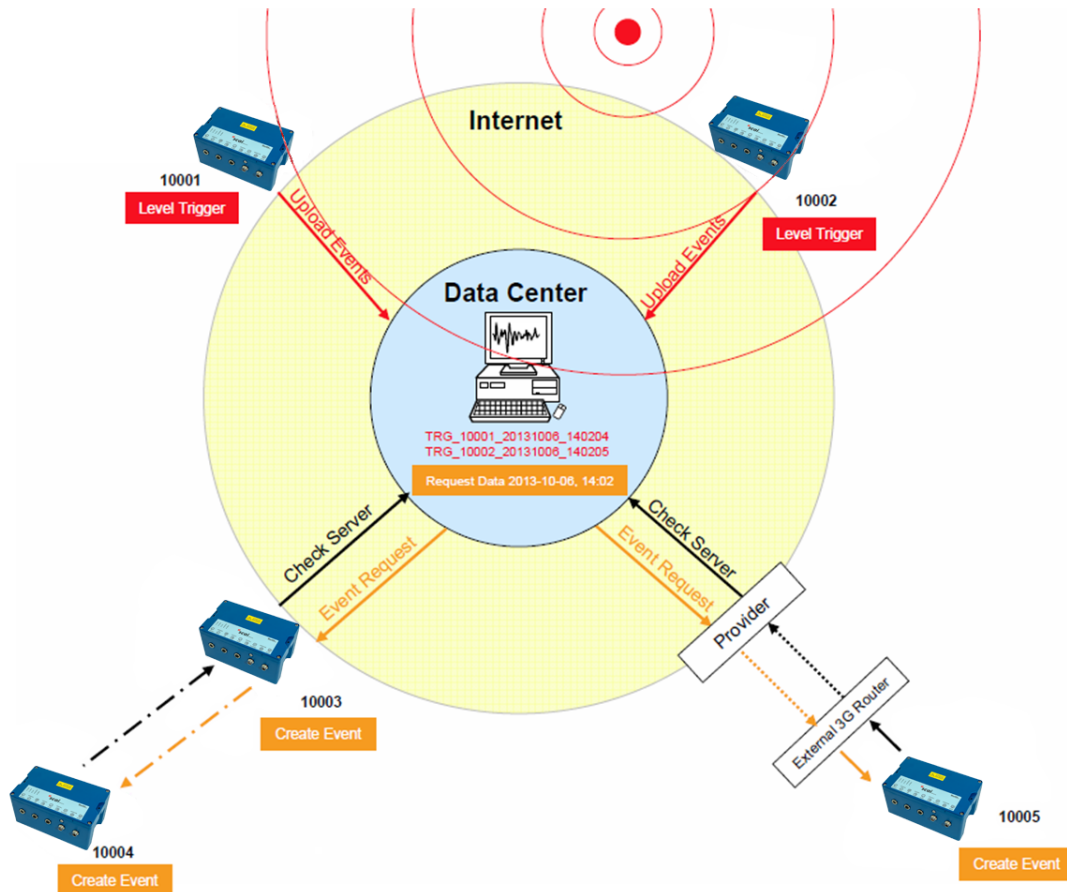 Internet
10001
Level Trigger
10002
Level Trigger
Upload Events
Upload Events
Data Center
TRG_10001_20131006_140204
TRG_10002_20131006_140205
Request Data 2013-10-06, 14:02
Check Server
Event Request
Check Server
Event Request
Provider
External 3G Router
10003
Create Event
10004
Create Event
10005
Create Event